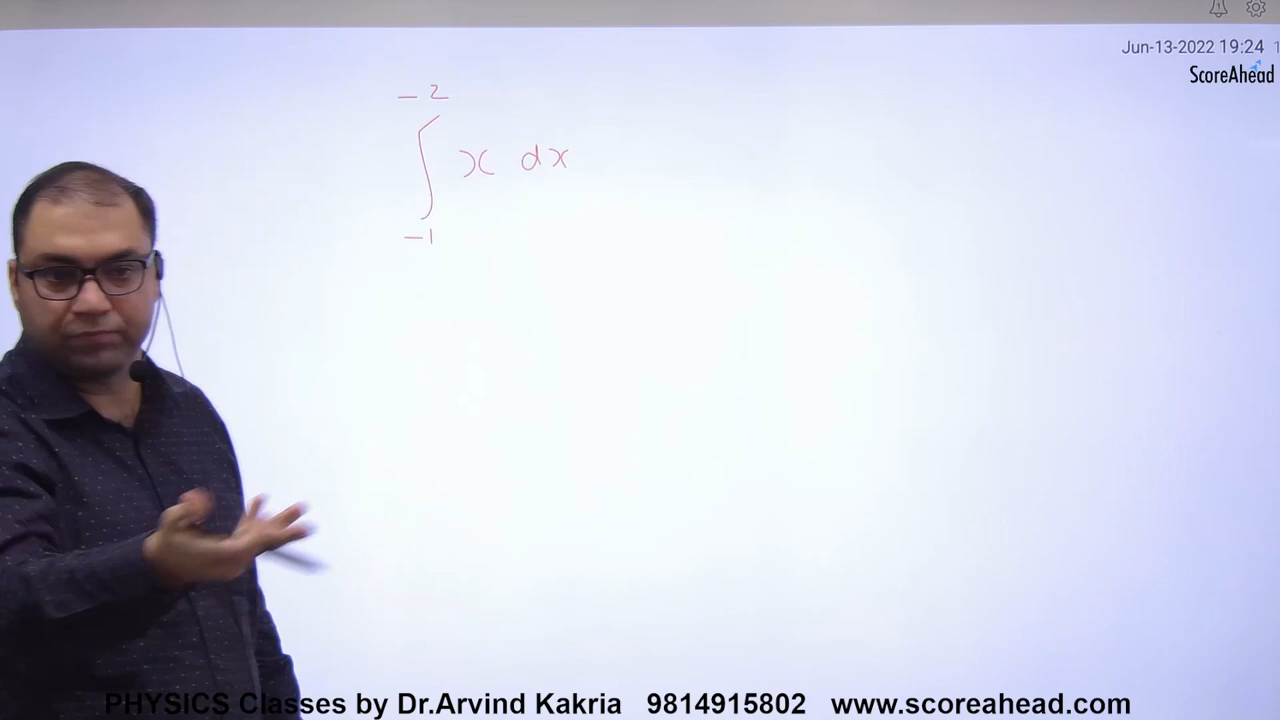 Jun-13-2022 19:24 1
ScoreAhead
- 2
∫ x dx
-1
PHYSICS Classes by Dr.Arvind Kakria 9814915802 www.scoreahead.com